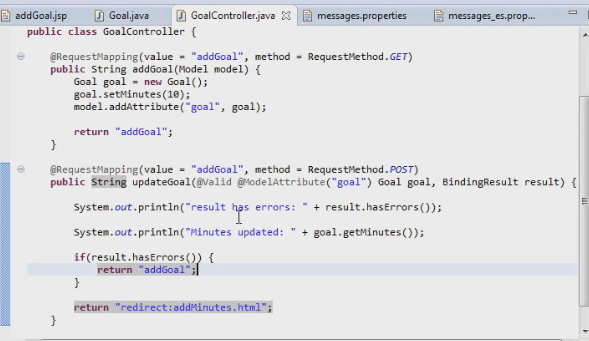 addGoal.jsp Goal.java GoalController.java messages.properties messages_es.prop...
public class GoalController {
@RequestMapping(value = "addGoal", method = RequestMethod.GET)
public String addGoal(Model model) {
Goal goal = new Goal();
goal.setMinutes(10);
model.addAttribute("goal", goal);
return "addGoal";
}
@RequestMapping(value = "addGoal", method = RequestMethod.POST)
public String updateGoal(@Valid @ModelAttribute("goal") Goal goal, BindingResult result) {
System.out.println("result has errors: " + result.hasErrors());
System.out.println("Minutes updated: " + goal.getMinutes());
if(result.hasErrors()) {
return "addGoal";
}
return "redirect:addMinutes.html";
}